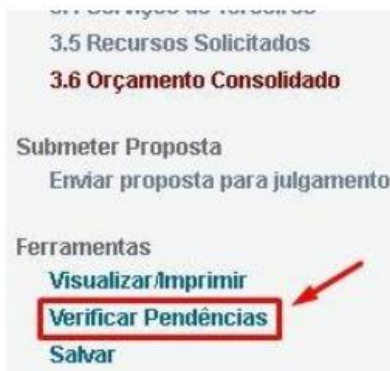 3.5 Recursos Solicitados
3.6 Orçamento Consolidado
Submeter Proposta
Enviar proposta para julgamento
Ferramentas
Visualizar/Imprimir
Verificar Pendências
Salvar